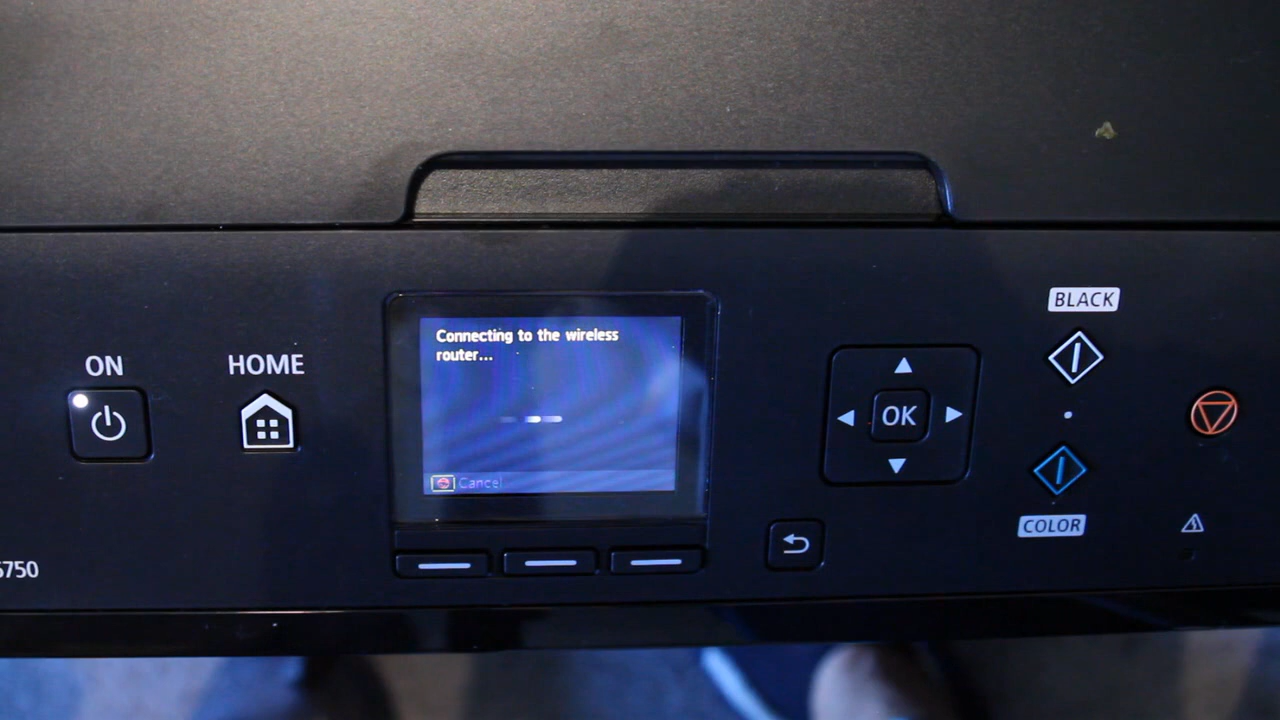 ON
HOME
Connecting to the wireless
router...
Cancel
OK
BLACK
COLOR